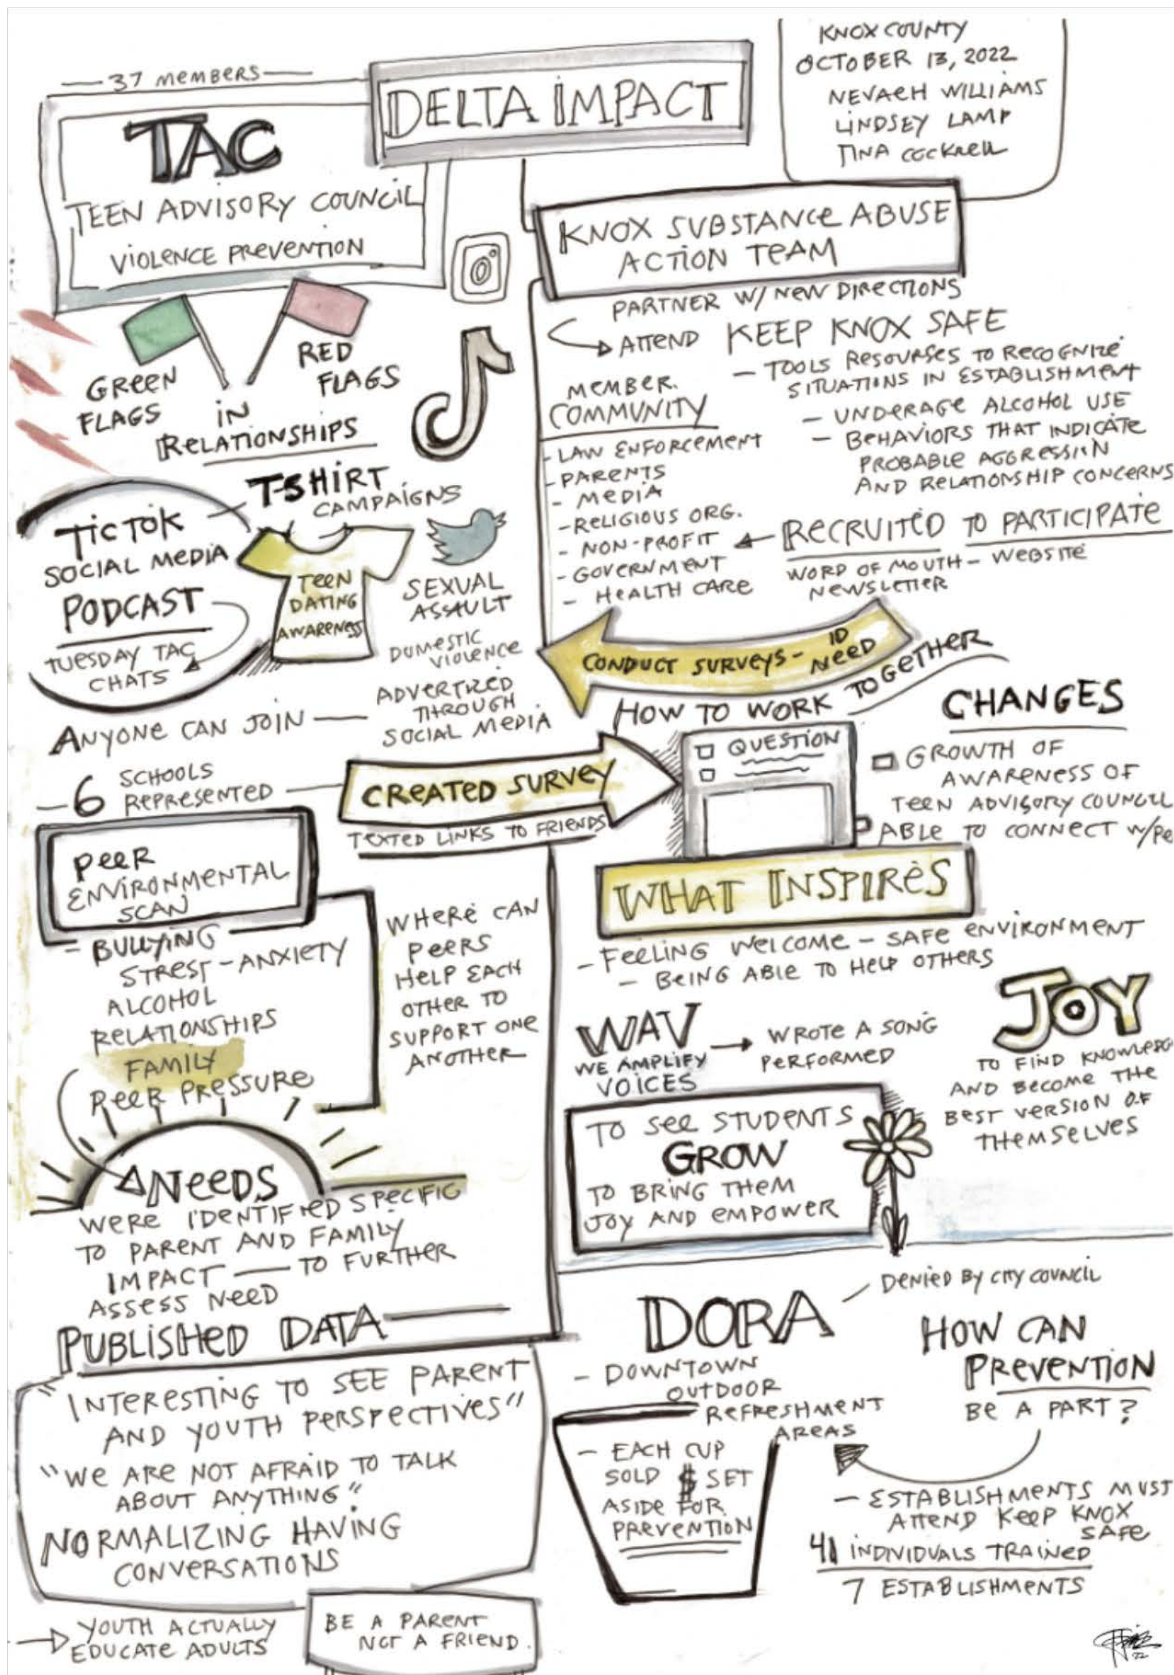 37 MEMBERS
DELTA IMPACT
KNOX COUNTY
OCTOBER 13, 2022
NEVAEH WILLIAMS
LINDSEY LAMP
TINA COCKRELL
TAC
TEEN ADVISORY COUNCIL
VIOLENCE PREVENTION
GREEN
FLAGS
RED
FLAGS
IN
RELATIONSHIPS
T-SHIRT
CAMPAIGNS
TICTOK
SOCIAL MEDIA
PODCAST
TUESDAY TAC
CHATS
TEEN
DATING
AWARENESS
SEXUAL
ASSAULT
DOMESTIC
VIOLENCE
ADVERTIZED
THROUGH
SOCIAL MEDIA
ANYONE CAN JOIN
6 SCHOOLS
REPRESENTED
KNOX SUBSTANCE ABUSE
ACTION TEAM
PARTNER W/ NEW DIRECTIONS
ATTEND KEEP KNOX SAFE
- TOOLS RESOURSES TO RECOGNIZE
SITUATIONS IN ESTABLISHMENT
- UNDERAGE ALCOHOL USE
- BEHAVIORS THAT INDICATE
PROBABLE AGGRESSION
AND RELATIONSHIP CONCERNS
MEMBER
COMMUNITY
- LAW ENFORCEMENT
- PARENTS
- MEDIA
- RELIGIOUS ORG.
- NON-PROFIT
- GOVERNMENT
- HEALTH CARE
RECRUITED TO PARTICIPATE
WORD OF MOUTH - WEBSITE
NEWSLETTER
CONDUCT SURVEYS - ID
NEED
HOW TO WORK TOGETHER
CREATED SURVEY
TEXTED LINKS TO FRIENDS
QUESTION
CHANGES
GROWTH OF
AWARENESS OF
TEEN ADVISORY COUNCIL
ABLE TO CONNECT W/PE
PEER
ENVIRONMENTAL
SCAN
- BULLYING
STREST - ANXIETY
ALCOHOL
RELATIONSHIPS
FAMILY
PEER PRESSURE
WHERE CAN
PEERS
HELP EACH
OTHER TO
SUPPORT ONE
ANOTHER
WHAT INSPIRES
- FEELING WELCOME - SAFE ENVIRONMENT
- BEING ABLE TO HELP OTHERS
WAV
WE AMPLIFY
VOICES
WROTE A SONG
PERFORMED
JOY
TO FIND KNOWLEDG
AND BECOME THE
BEST VERSION OF
THEMSELVES
TO SEE STUDENTS
GROW
TO BRING THEM
JOY AND EMPOWER
NEEDS
WERE IDENTIFIED SPECIFIC
TO PARENT AND FAMILY
IMPACT — TO FURTHER
ASSESS NEED
PUBLISHED DATA
"INTERESTING TO SEE PARENT
AND YOUTH PERSPECTIVES"
"WE ARE NOT AFRAID TO TALK
ABOUT ANYTHING"
NORMALIZING HAVING
CONVERSATIONS
YOUTH ACTUALLY
EDUCATE ADULTS
BE A PARENT
NOT A FRIEND.
DORA
DENIED BY CITY COUNCIL
- DOWNTOWN
OUTDOOR
REFRESHMENT
AREAS
- EACH CUP
SOLD $ SET
ASIDE FOR
PREVENTION
HOW CAN
PREVENTION
BE A PART?
- ESTABLISHMENTS MUST
ATTEND KEEP KNOX
SAFE
INDIVIDUALS TRAINED
7 ESTABLISHMENTS